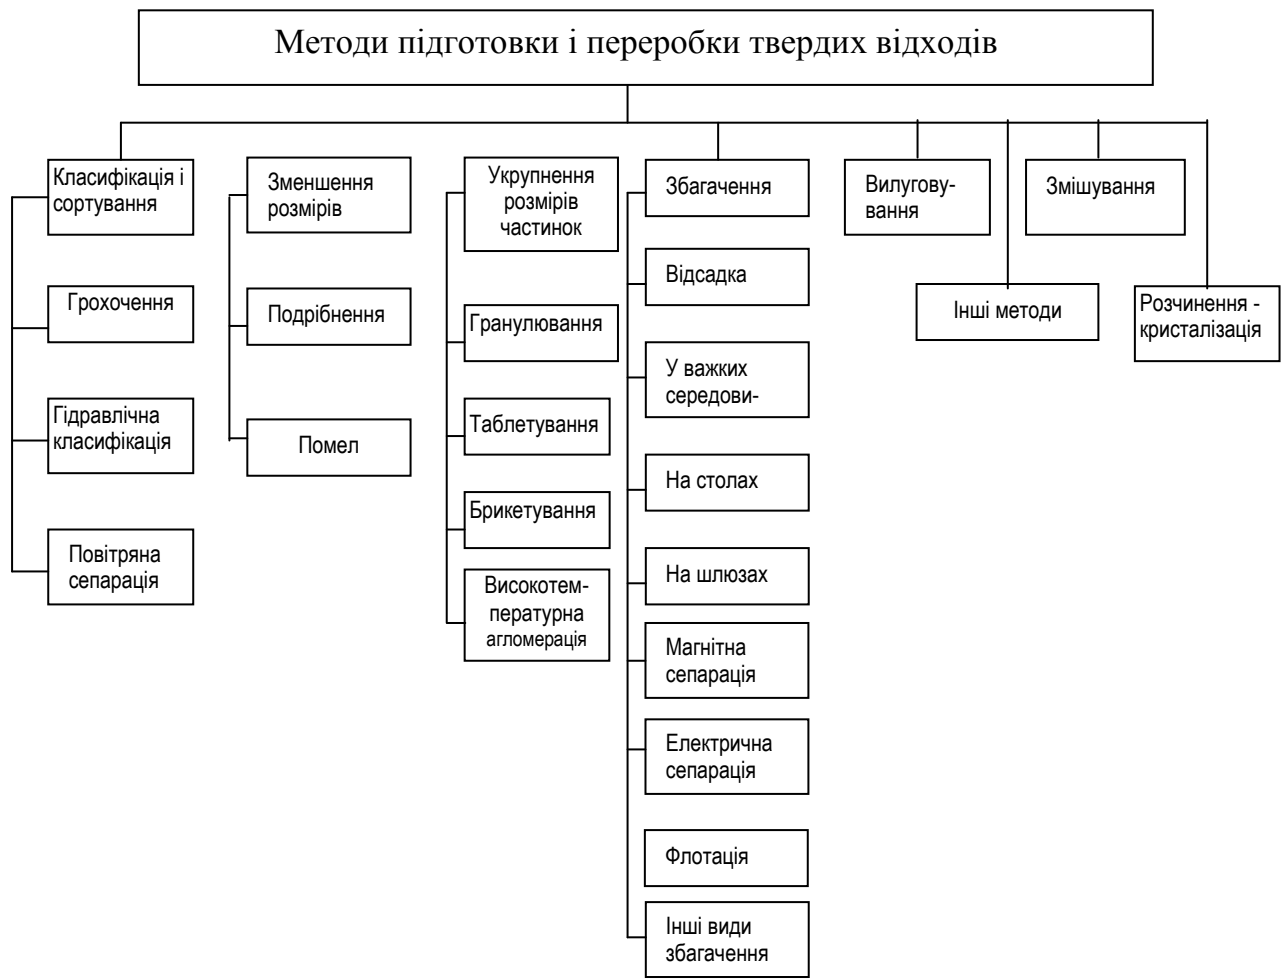 Методи підготовки і переробки твердих відходів
Класифікація і
сортування
Грохочення
Гідравлічна
класифікація
Повітряна
сепарація
Зменшення
розмірів
Подрібнення
Помел
Укрупнення
розмірів
частинок
Гранулювання
Таблетування
Брикетування
Високотем-
пературна
агломерація
Збагачення
Відсадка
У важких
середови-
На столах
На шлюзах
Магнітна
сепарація
Електрична
сепарація
Флотація
Інші види
збагачення
Вилугову-
вання
Інші методи
Змішування
Розчинення -
кристалізація